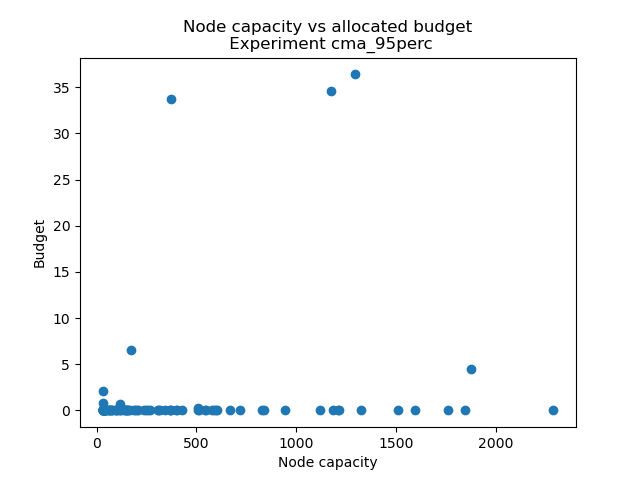 Node capacity vs allocated budget
Experiment cma_95perc
35
30
25
20
15
10
5
0
Budget
0 500 1000 1500 2000
Node capacity